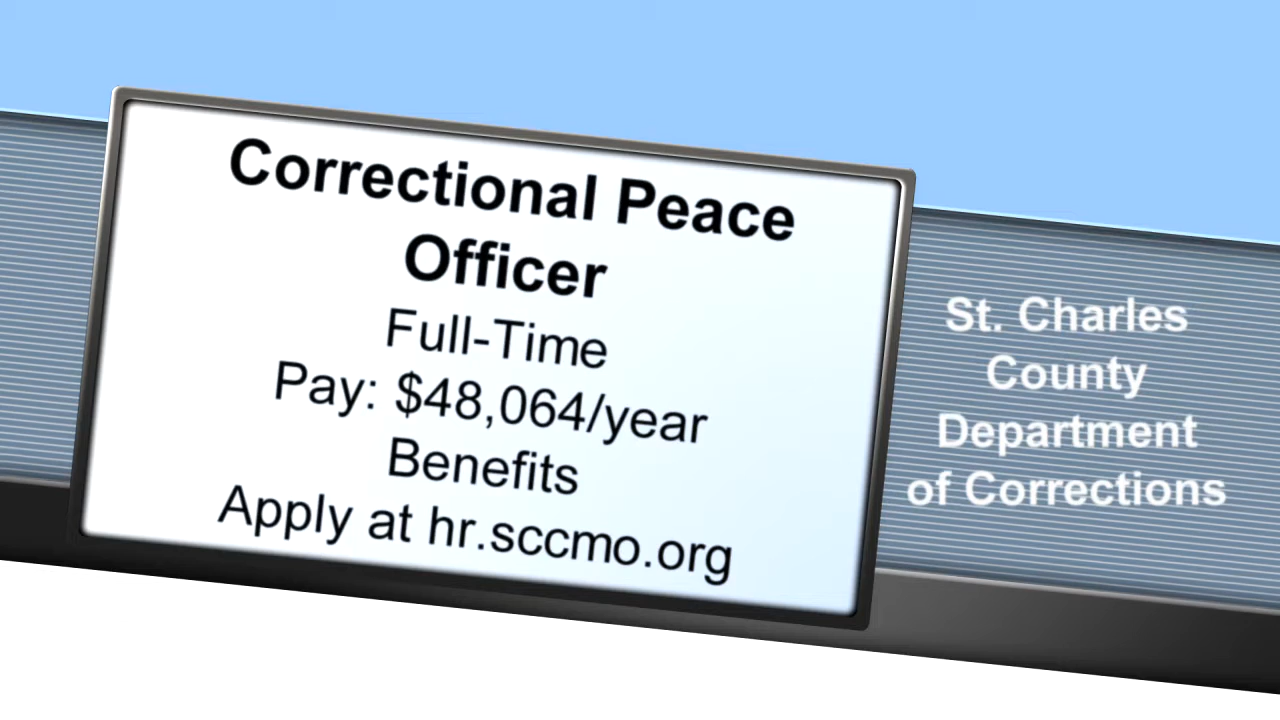 Correctional Peace
Officer
Full-Time
Pay: $48,064/year
Benefits
Apply at hr.sccmo.org
St. Charles
County
Department
of Corrections